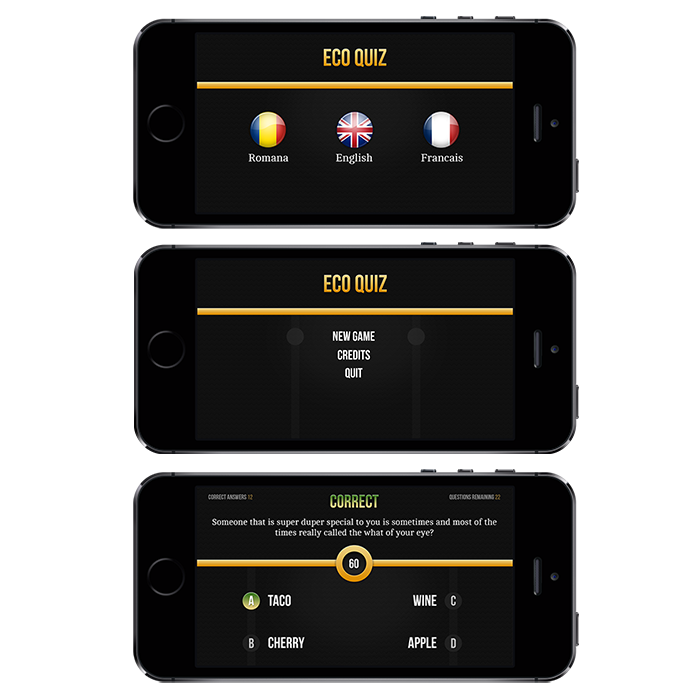 ECO QUIZ
Romana English Francais
ECO QUIZ
NEW GAME
CREDITS
QUIT
CORRECT ANSWERS 12 CORRECT QUESTIONS REMAINING 22
Someone that is super duper special to you is sometimes and most of the
times really called the what of your eye?
60
A TACO WINE C
B CHERRY APPLE D